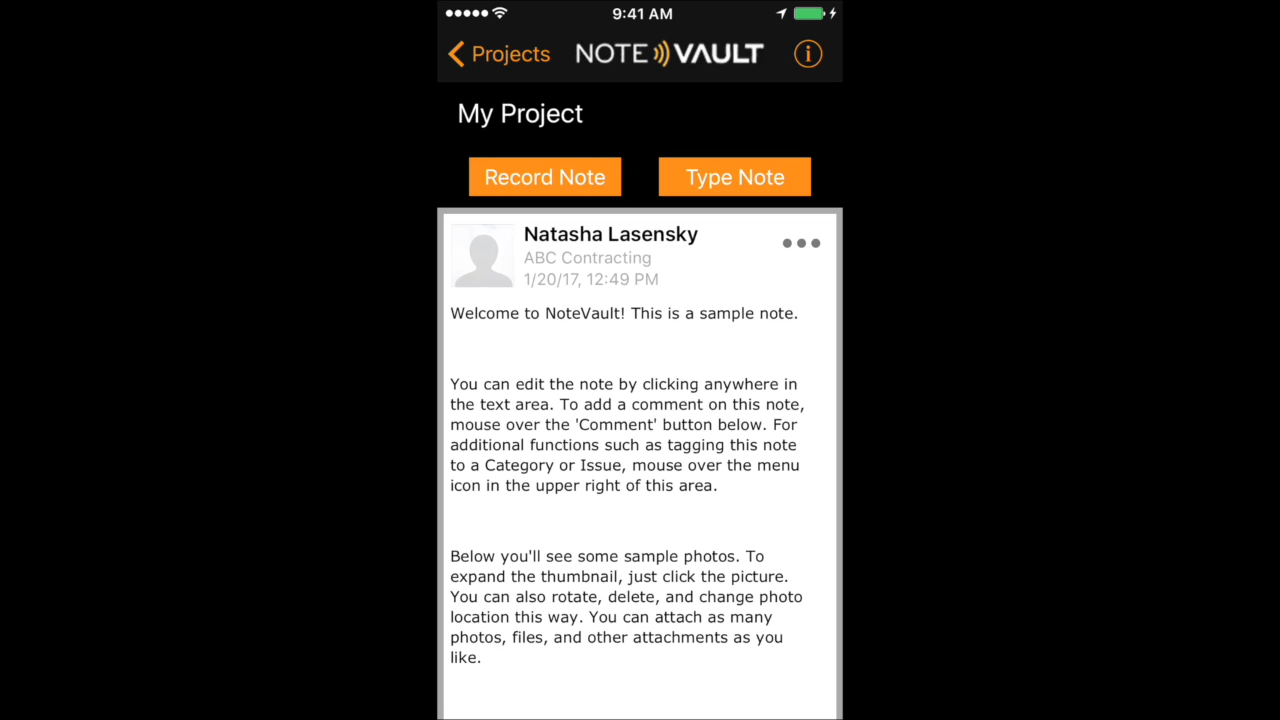 9:41 AM
Projects
NOTE VAULT
i
My Project
Record Note
Type Note
Natasha Lasensky
ABC Contracting
1/20/17, 12:49 PM
Welcome to NoteVault! This is a sample note.
You can edit the note by clicking anywhere in
the text area. To add a comment on this note,
mouse over the 'Comment' button below. For
additional functions such as tagging this note
to a Category or Issue, mouse over the menu
icon in the upper right of this area.
Below you'll see some sample photos. To
expand the thumbnail, just click the picture.
You can also rotate, delete, and change photo
location this way. You can attach as many
photos, files, and other attachments as you
like.